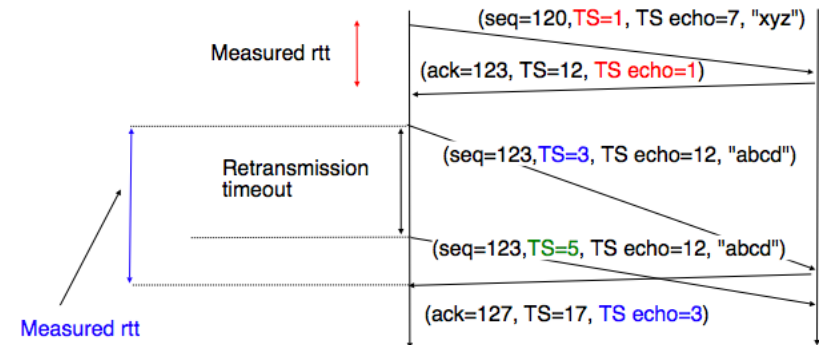 (seq=120,TS=1, TS echo=7, "xyz")
Measured rtt
(ack=123, TS=12, TS echo=1)
(seq=123,TS=3, TS echo=12, "abcd")
Retransmission
timeout
(seq=123,TS=5, TS echo=12, "abcd")
(ack=127, TS=17, TS echo=3)
Measured rtt